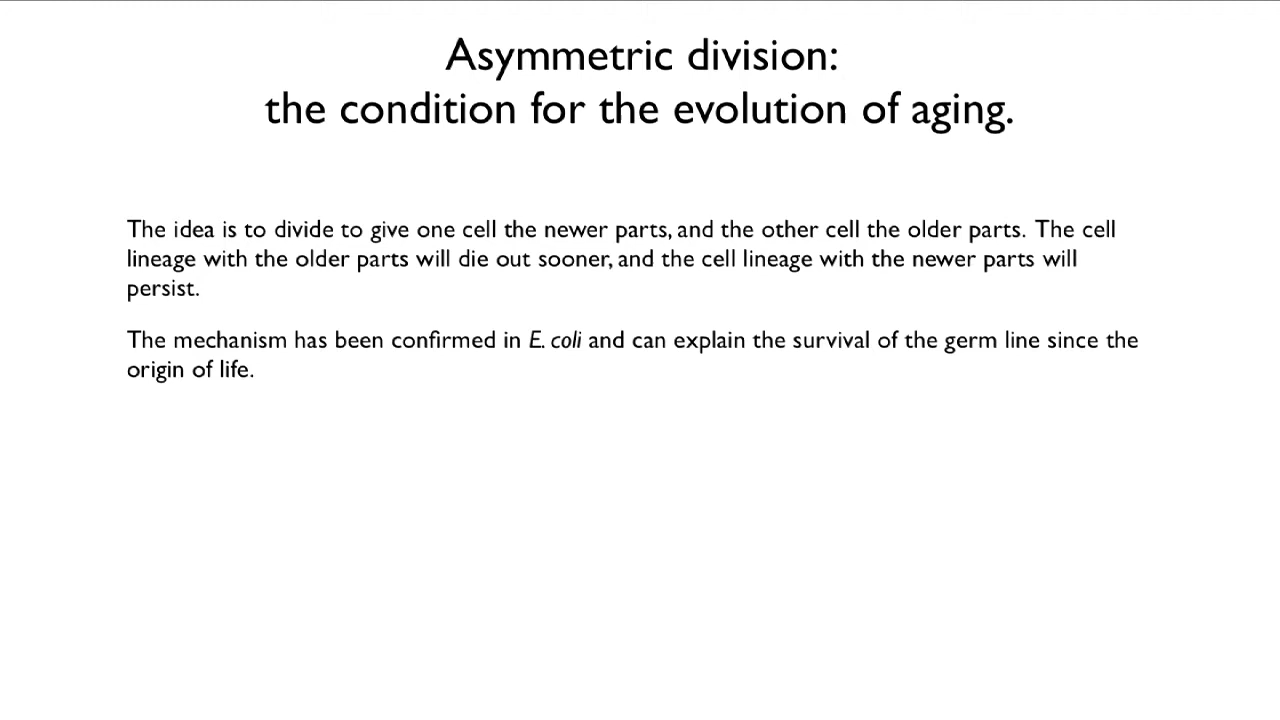 Asymmetric division:
the condition for the evolution of aging.
The idea is to divide to give one cell the newer parts, and the other cell the older parts. The cell
lineage with the older parts will die out sooner, and the cell lineage with the newer parts will
persist.
The mechanism has been confirmed in E. coli and can explain the survival of the germ line since the
origin of life.